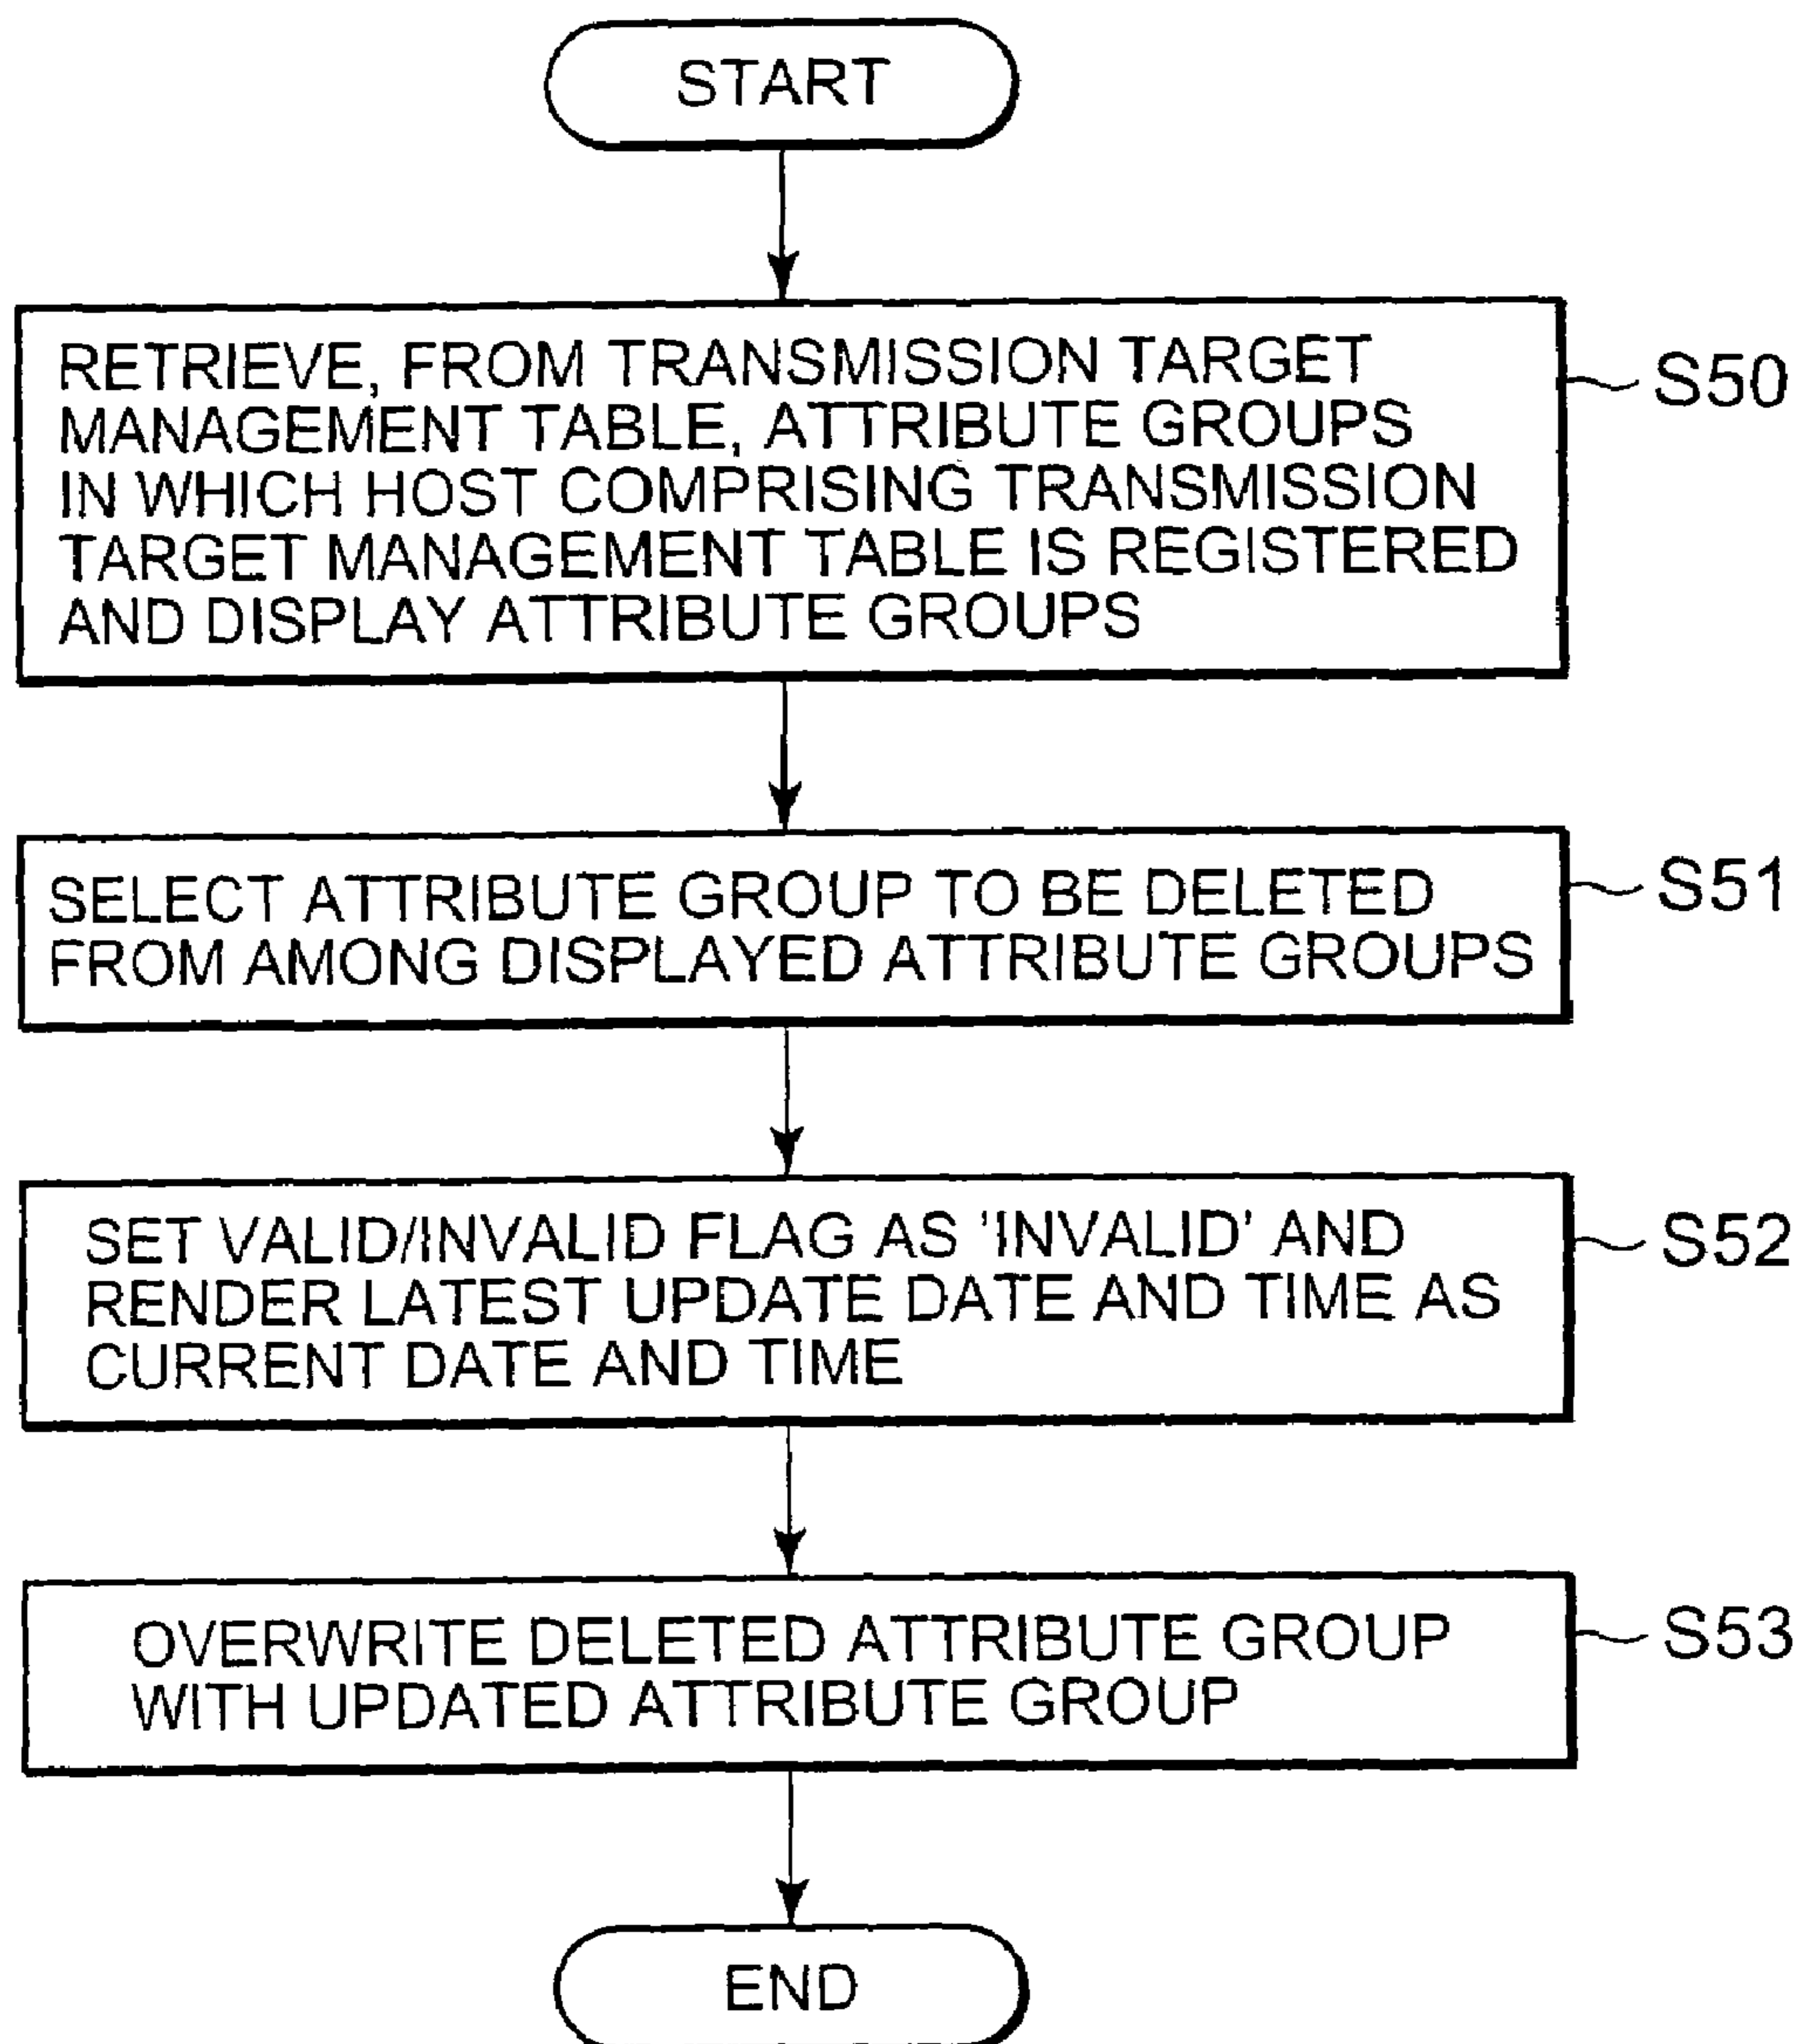 START
RETRIEVE, FROM TRANSMISSION TARGET
MANAGEMENT TABLE, ATTRIBUTE GROUPS
IN WHICH HOST COMPRISING TRANSMISSION
TARGET MANAGEMENT TABLE IS REGISTERED
AND DISPLAY ATTRIBUTE GROUPS
S50
SELECT ATTRIBUTE GROUP TO BE DELETED
FROM AMONG DISPLAYED ATTRIBUTE GROUPS
S51
SET VALID/INVALID FLAG AS 'INVALID' AND
RENDER LATEST UPDATE DATE AND TIME AS
CURRENT DATE AND TIME
S52
OVERWRITE DELETED ATTRIBUTE GROUP
WITH UPDATED ATTRIBUTE GROUP
S53
END